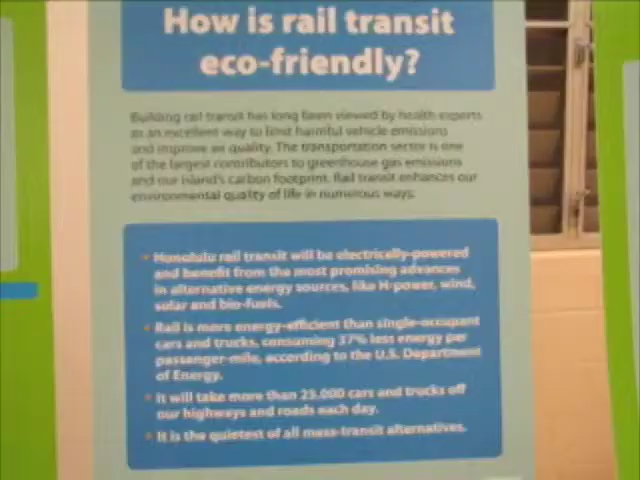 How is rail transit
eco-friendly?
Building rail transit has long been viewed by health experts
as an excellent way to limit harmful vehicle emissions
and improve air quality. The transportation sector is one
of the largest contributors to greenhouse gas emissions
and our island's carbon footprint. Rail transit enhances our
environmental quality of life in numerous ways.
• Honolulu rail transit will be electrically-powered
and benefit from the most promising advances
in alternative energy sources, like H-power, wind,
solar and bio-fuels.
• Rail is more energy-efficient than single-occupant
cars and trucks, consuming 37% less energy per
passenger-mile, according to the U.S. Department
of Energy.
• It will take more than 25,000 cars and trucks off
our highways and roads each day.
• It is the quietest of all mass-transit alternatives.